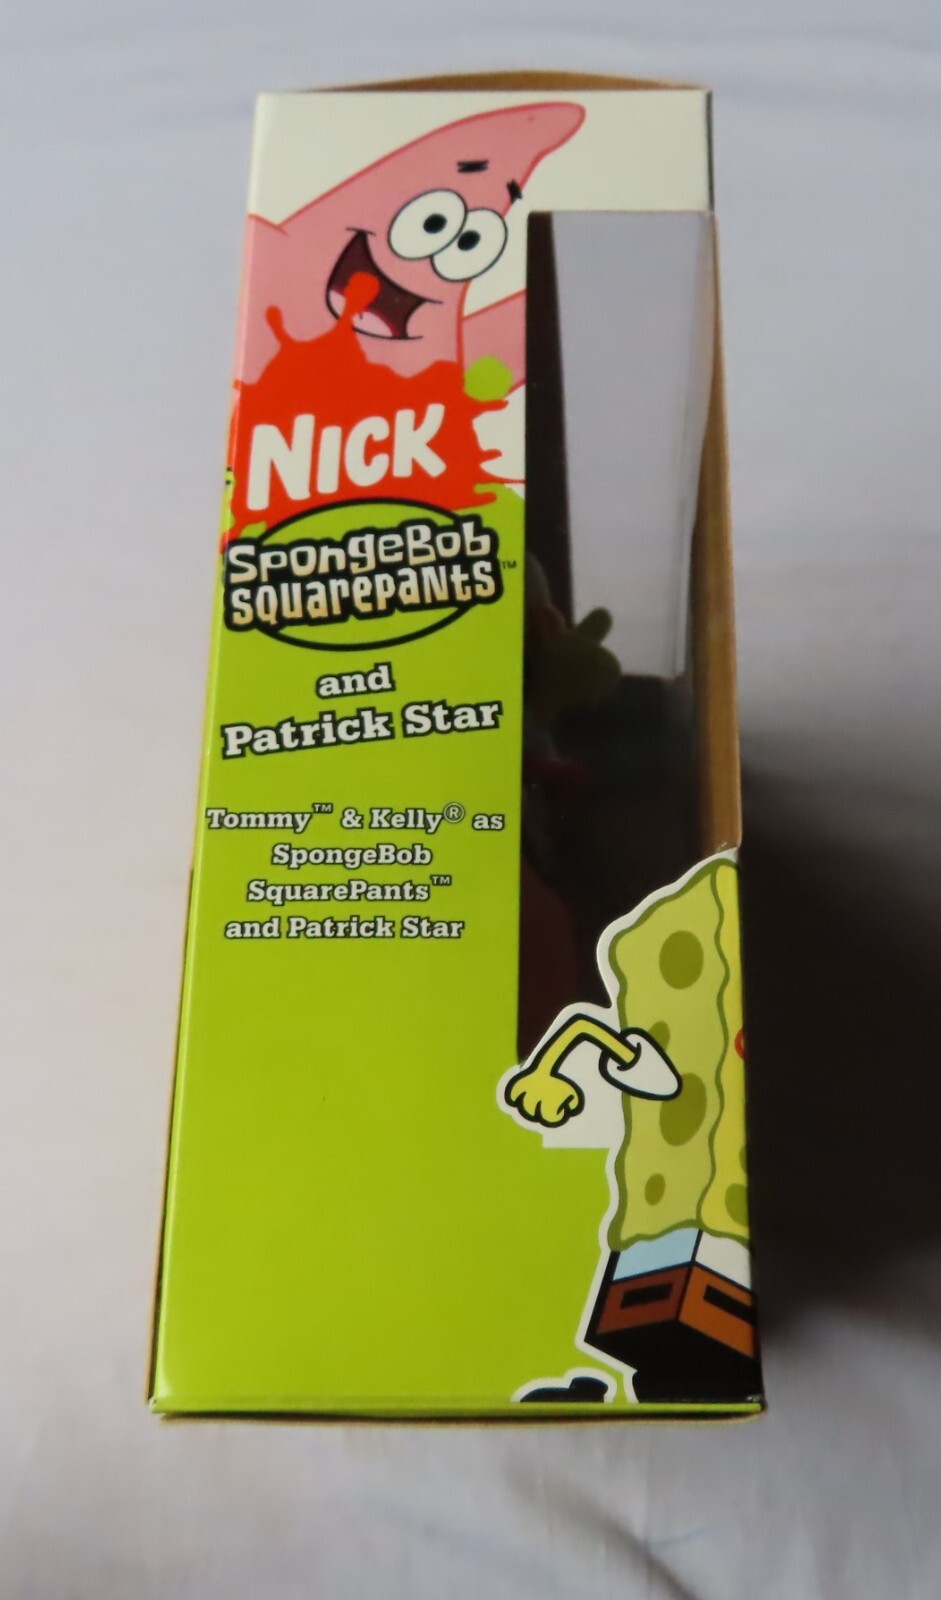 NICK
SpongeBob
SQUAREPANTS™
and
Patrick Star
Tommy™ & Kelly® as
SpongeBob
SquarePants™
and Patrick Star